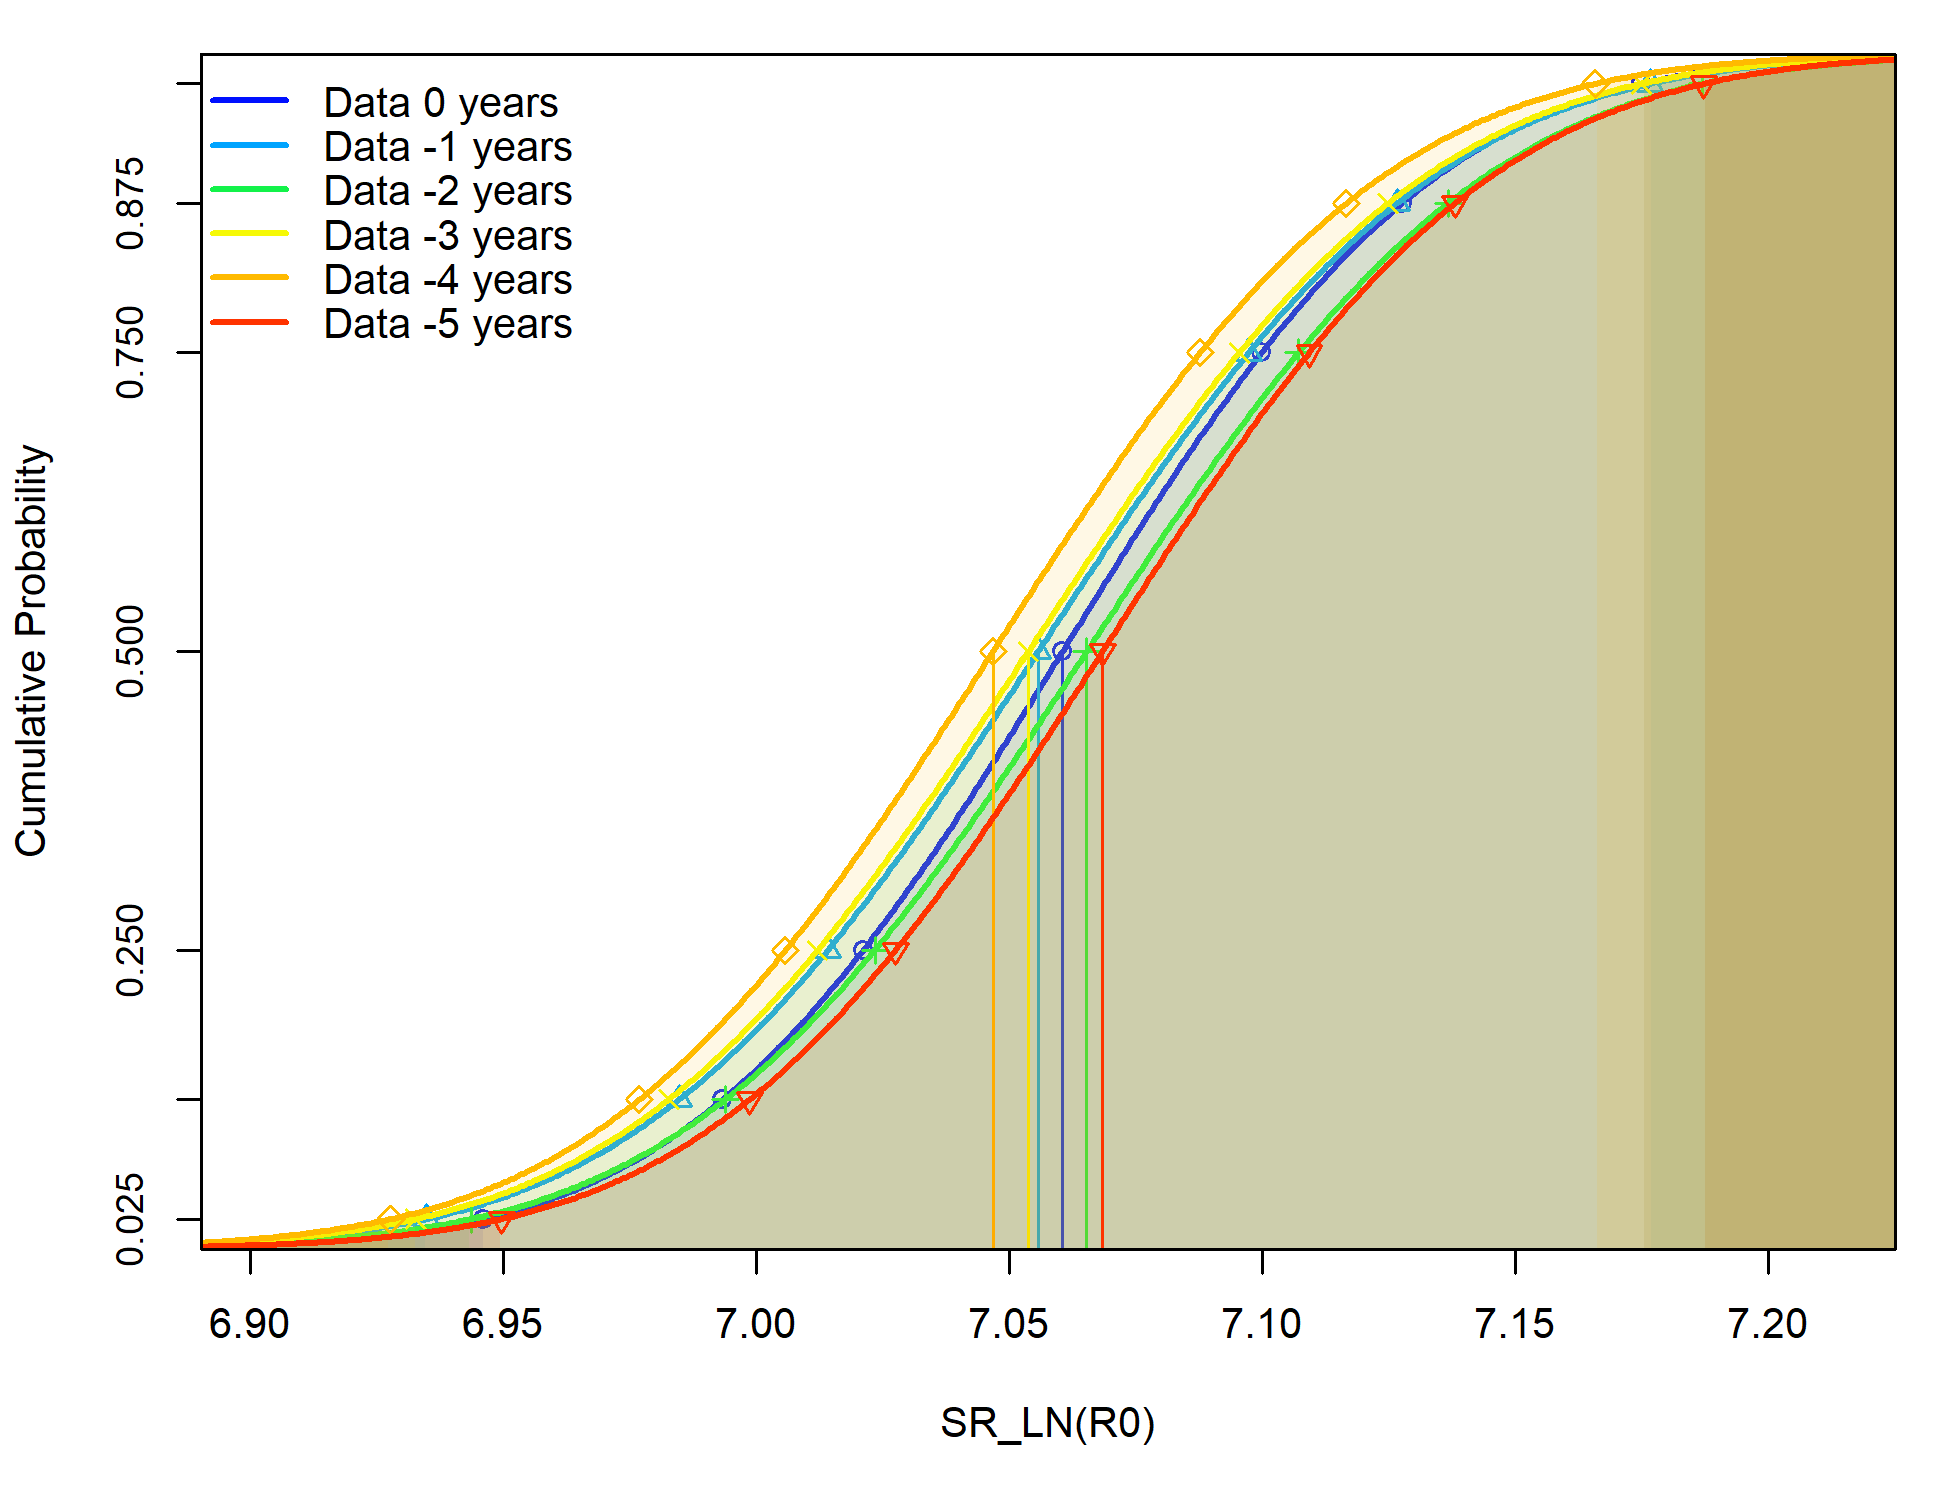 Data 0 years
Data -1 years
Data -2 years
Data -3 years
Data -4 years
Data -5 years
Cumulative Probability
0.875
0.750
0.500
0.250
0.025
6.90 6.95 7.00 7.05 7.10 7.15 7.20
SR_LN(R0)